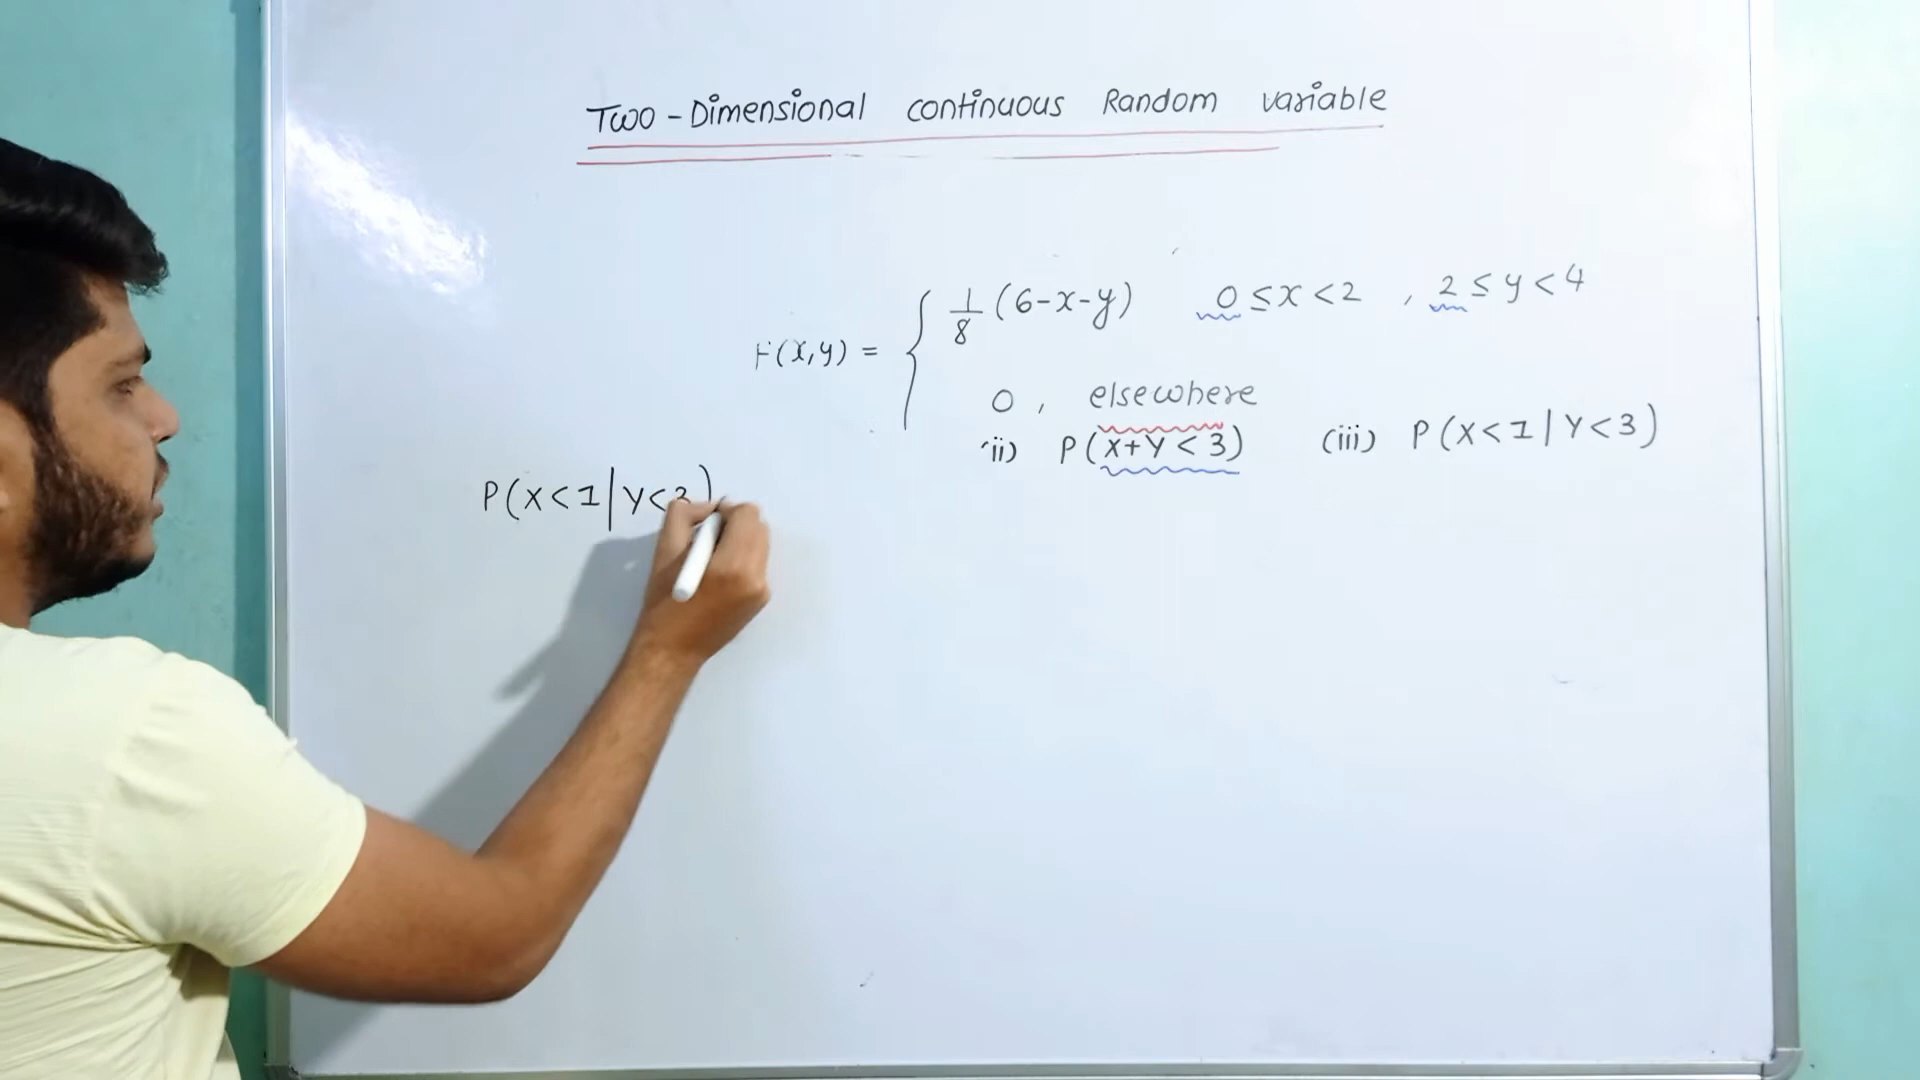 Two - Dimensional continuous Random variable
F(x,y) = { 1/8 (6-x-y) 0 ≤ x < 2 , 2 ≤ y < 4
0 , elsewhere
ii) P(X+Y < 3) (iii) P(X<1 | Y<3)
P(X<1 | Y<3)